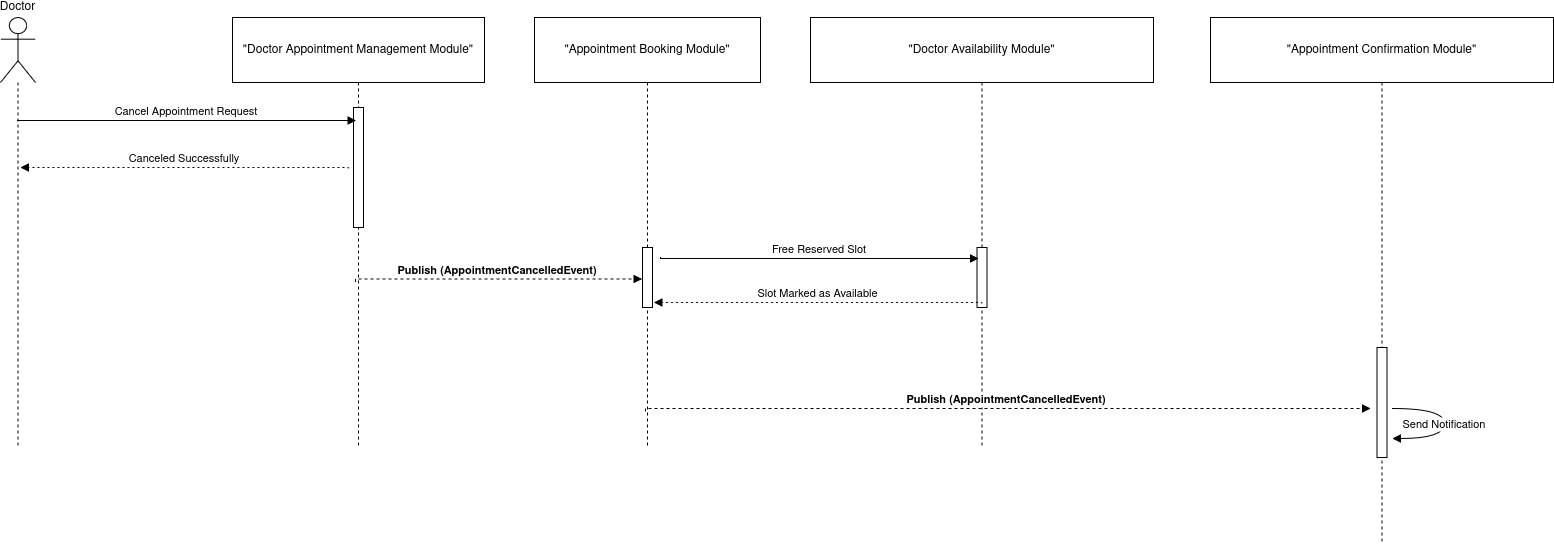 Doctor
"Doctor Appointment Management Module"
"Appointment Booking Module"
"Doctor Availability Module"
"Appointment Confirmation Module"
Cancel Appointment Request
Canceled Successfully
Free Reserved Slot
Publish (AppointmentCancelledEvent)
Slot Marked as Available
Publish (AppointmentCancelledEvent)
Send Notification